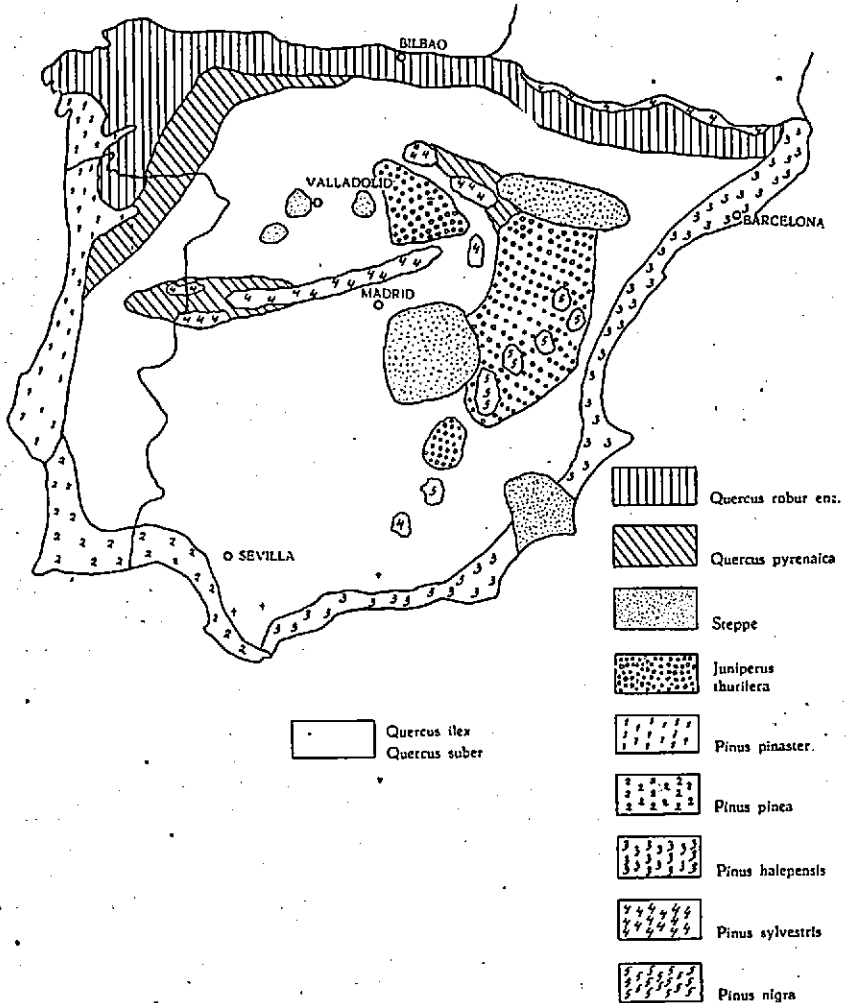 BILBAO
VALLADOLID
BARCELONA
MADRID
SEVILLA
Quercus robur enz.
Quercus pyrenaica
Steppe
Juniperus
thurifera
Quercus ilex
Quercus suber
Pinus pinaster.
Pinus pinea
Pinus halepensis
Pinus sylvestris
Pinus nigra